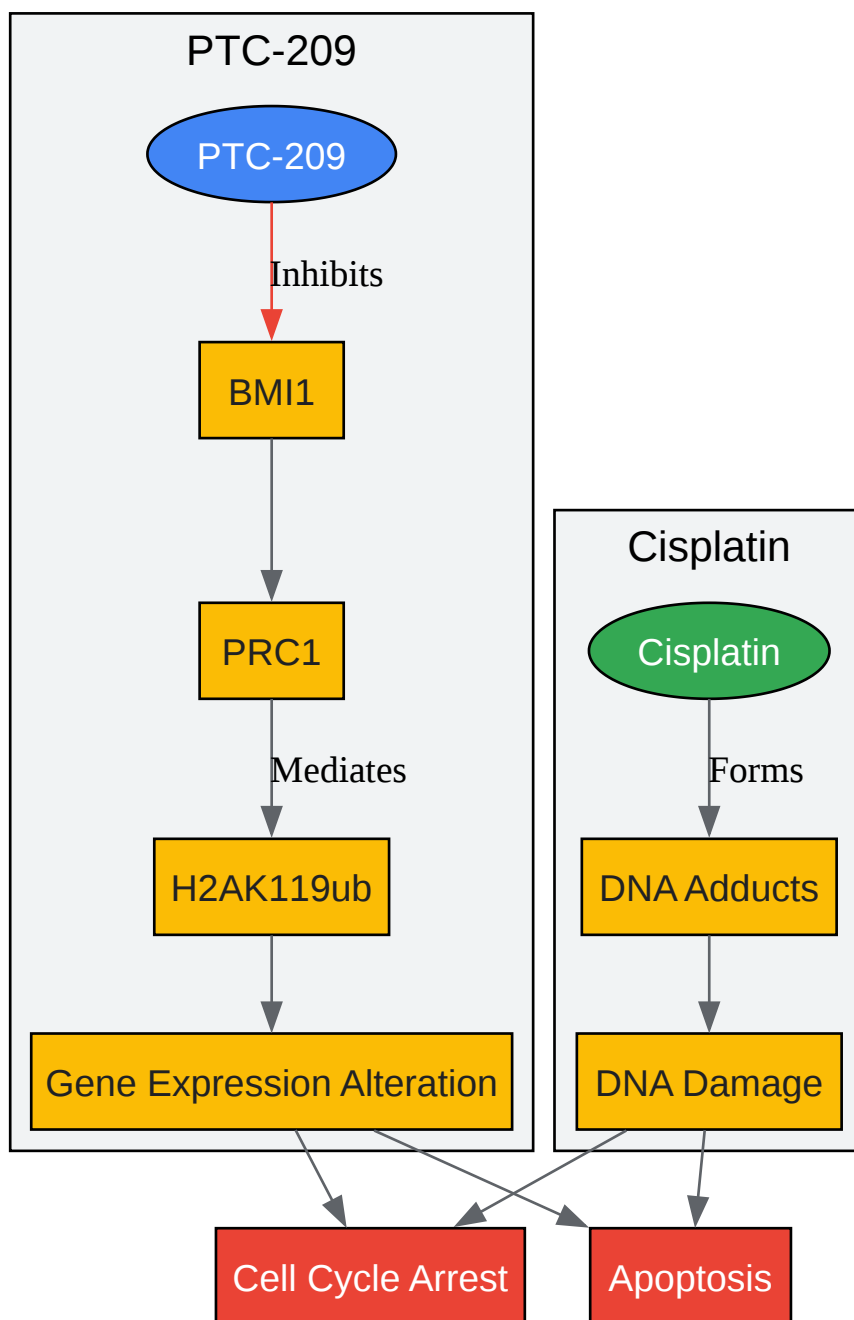 PTC-209
PTC-209
Inhibits
BMI1
PRC1
Mediates
H2AK119ub
Gene Expression Alteration
Cisplatin
Cisplatin
Forms
DNA Adducts
DNA Damage
Cell Cycle Arrest
Apoptosis